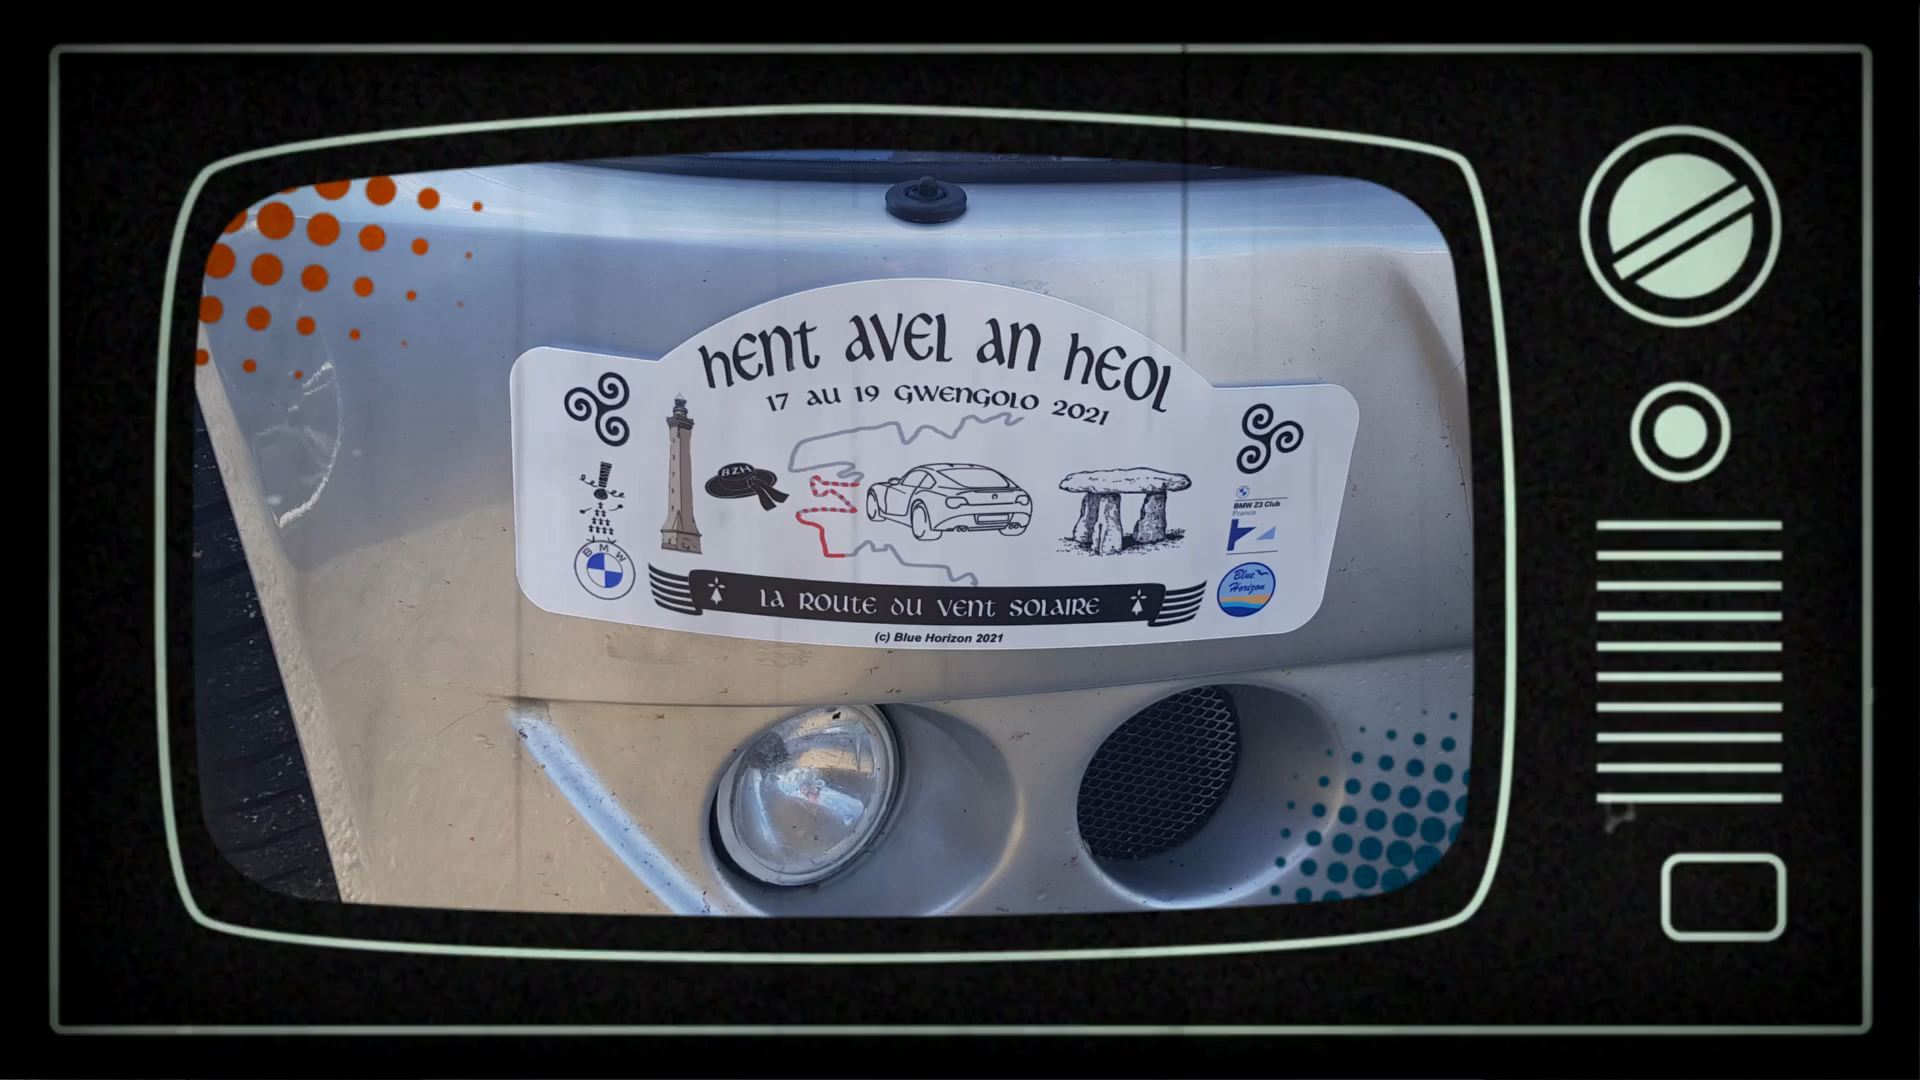 hent avel an heol
17 au 19 gwengolo 2021
BZH
BMW
BMW Z3 Club
France
Blue
Horizon
la route du vent solaire
(c) Blue Horizon 2021